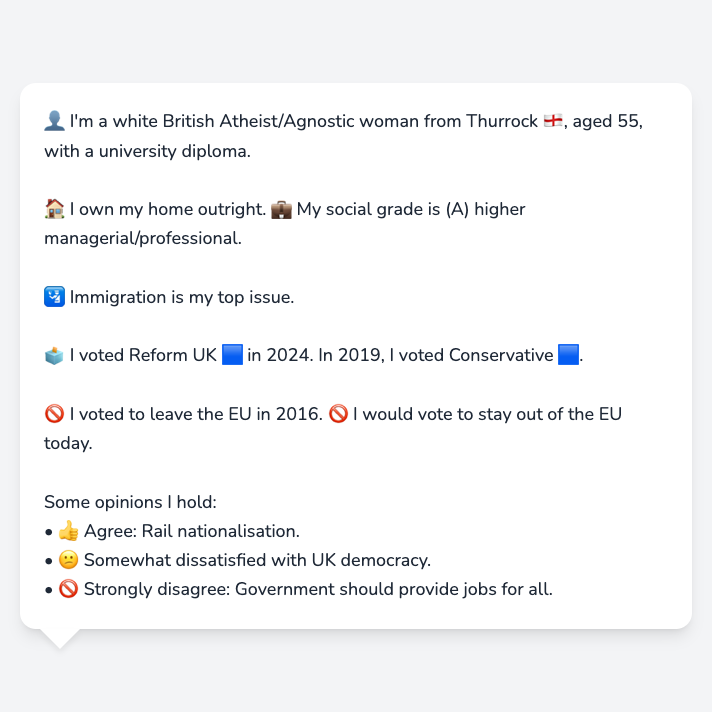 👤 I'm a white British Atheist/Agnostic woman from Thurrock 🏴󠁧󠁢󠁥󠁮󠁧󠁿, aged 55,
with a university diploma.
🏠 I own my home outright. 💼 My social grade is (A) higher
managerial/professional.
🛂 Immigration is my top issue.
🗳️ I voted Reform UK 🟦 in 2024. In 2019, I voted Conservative 🟦.
🚫 I voted to leave the EU in 2016. 🚫 I would vote to stay out of the EU
today.
Some opinions I hold:
• 👍 Agree: Rail nationalisation.
• 🙁 Somewhat dissatisfied with UK democracy.
• 🚫 Strongly disagree: Government should provide jobs for all.